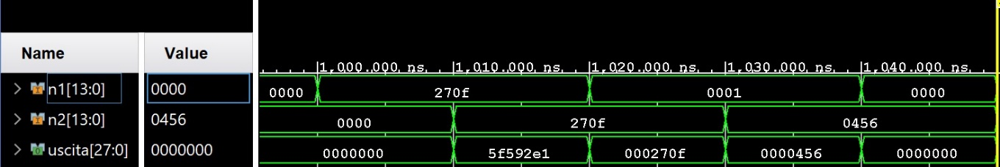 Name Value
1,000.000 ns 1,010.000 ns 1,020.000 ns 1,030.000 ns 1,040.000 ns
n1[13:0] 0000 0000 270f 0001 0000
n2[13:0] 0456 0000 270f 0456
uscita[27:0] 0000000 0000000 5f592e1 000270f 0000456 0000000